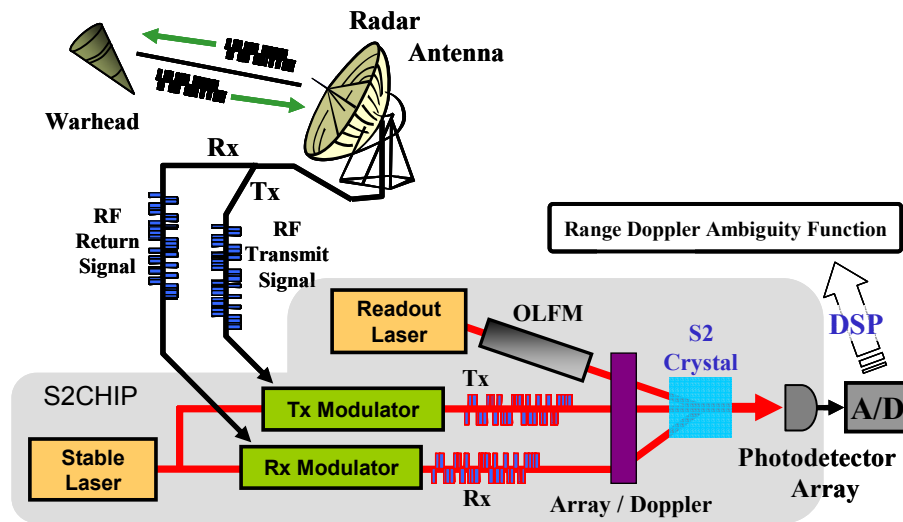 Radar
Antenna
Warhead
Rx
Tx
RF
Return
Signal
RF
Transmit
Signal
Range Doppler Ambiguity Function
DSP
Readout
Laser
OLFM
S2
Crystal
S2CHIP
Tx Modulator
Tx
A/D
Stable
Laser
Rx Modulator
Rx
Array / Doppler
Photodetector
Array